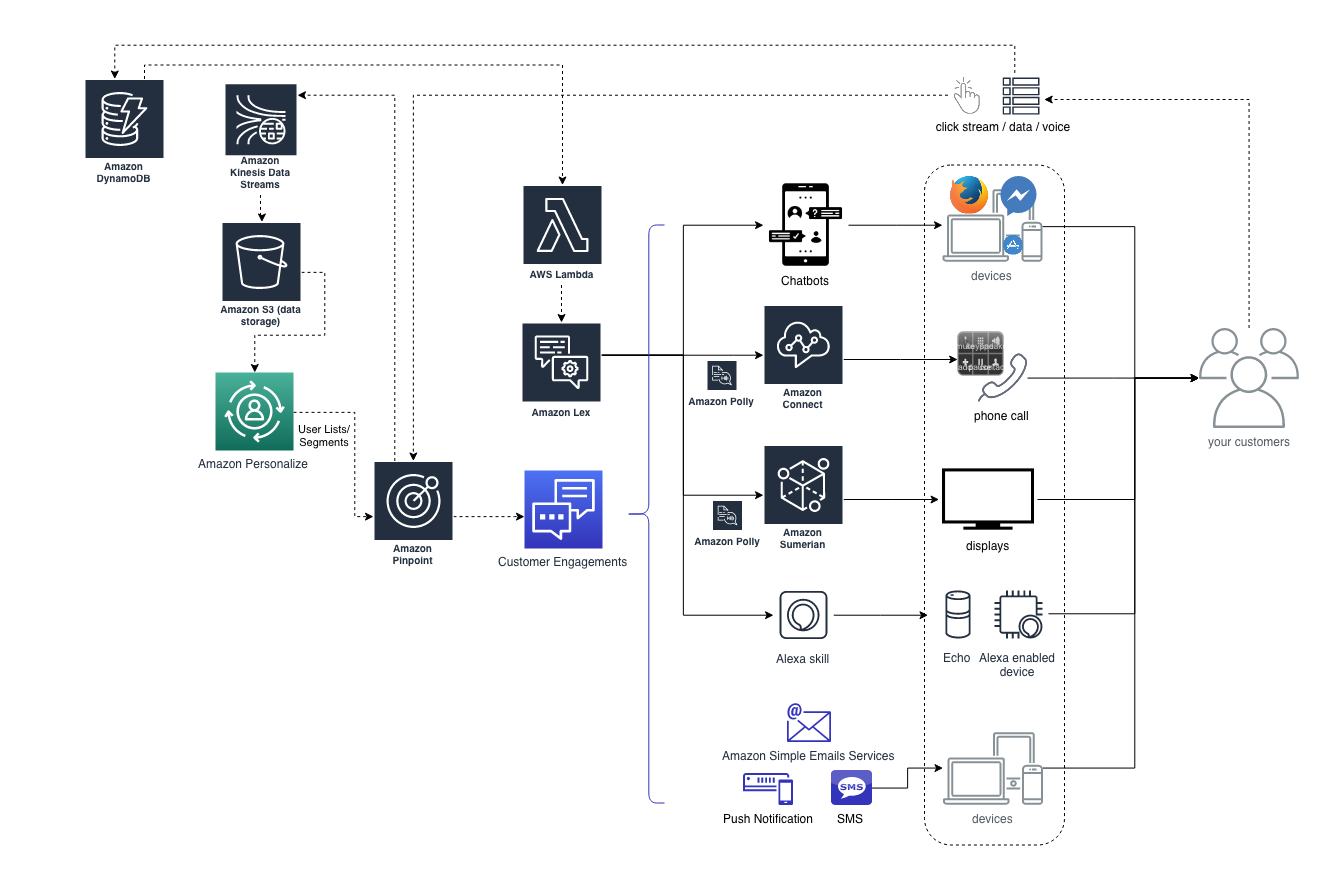 click stream / data / voice
Amazon
DynamoDB
Amazon
Kinesis Data
Streams
AWS Lambda
Chatbots
devices
Amazon S3 (data
storage)
Amazon Lex
Amazon Polly
Amazon
Connect
phone call
your customers
User Lists/
Segments
Amazon Personalize
Amazon
Pinpoint
Customer Engagements
Amazon Polly
Amazon
Sumerian
displays
Alexa skill
Echo
Alexa enabled
device
@
Amazon Simple Emails Services
SMS
Push Notification
SMS
devices